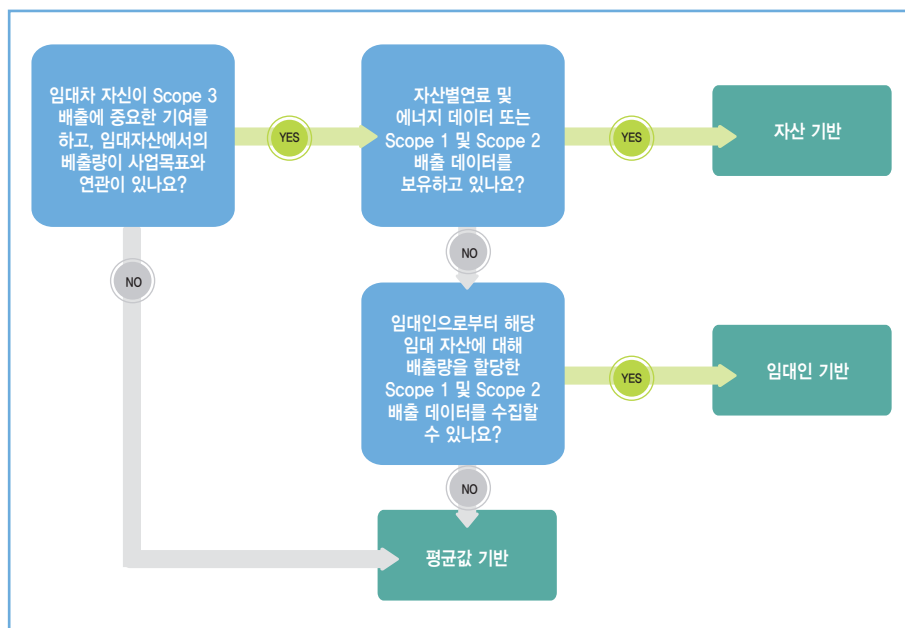 임대차 자신이 Scope 3
배출에 중요한 기여를
하고, 임대자산에서의
베출량이 사업목표와
연관이 있나요?
YES
자산별연료 및
에너지 데이터 또는
Scope 1 및 Scope 2
배출 데이터를
보유하고 있나요?
YES
자산 기반
NO
NO
임대인으로부터 해당
임대 자산에 대해
배출량을 할당한
Scope 1 및 Scope 2
배출 데이터를 수집할
수 있나요?
YES
임대인 기반
NO
평균값 기반